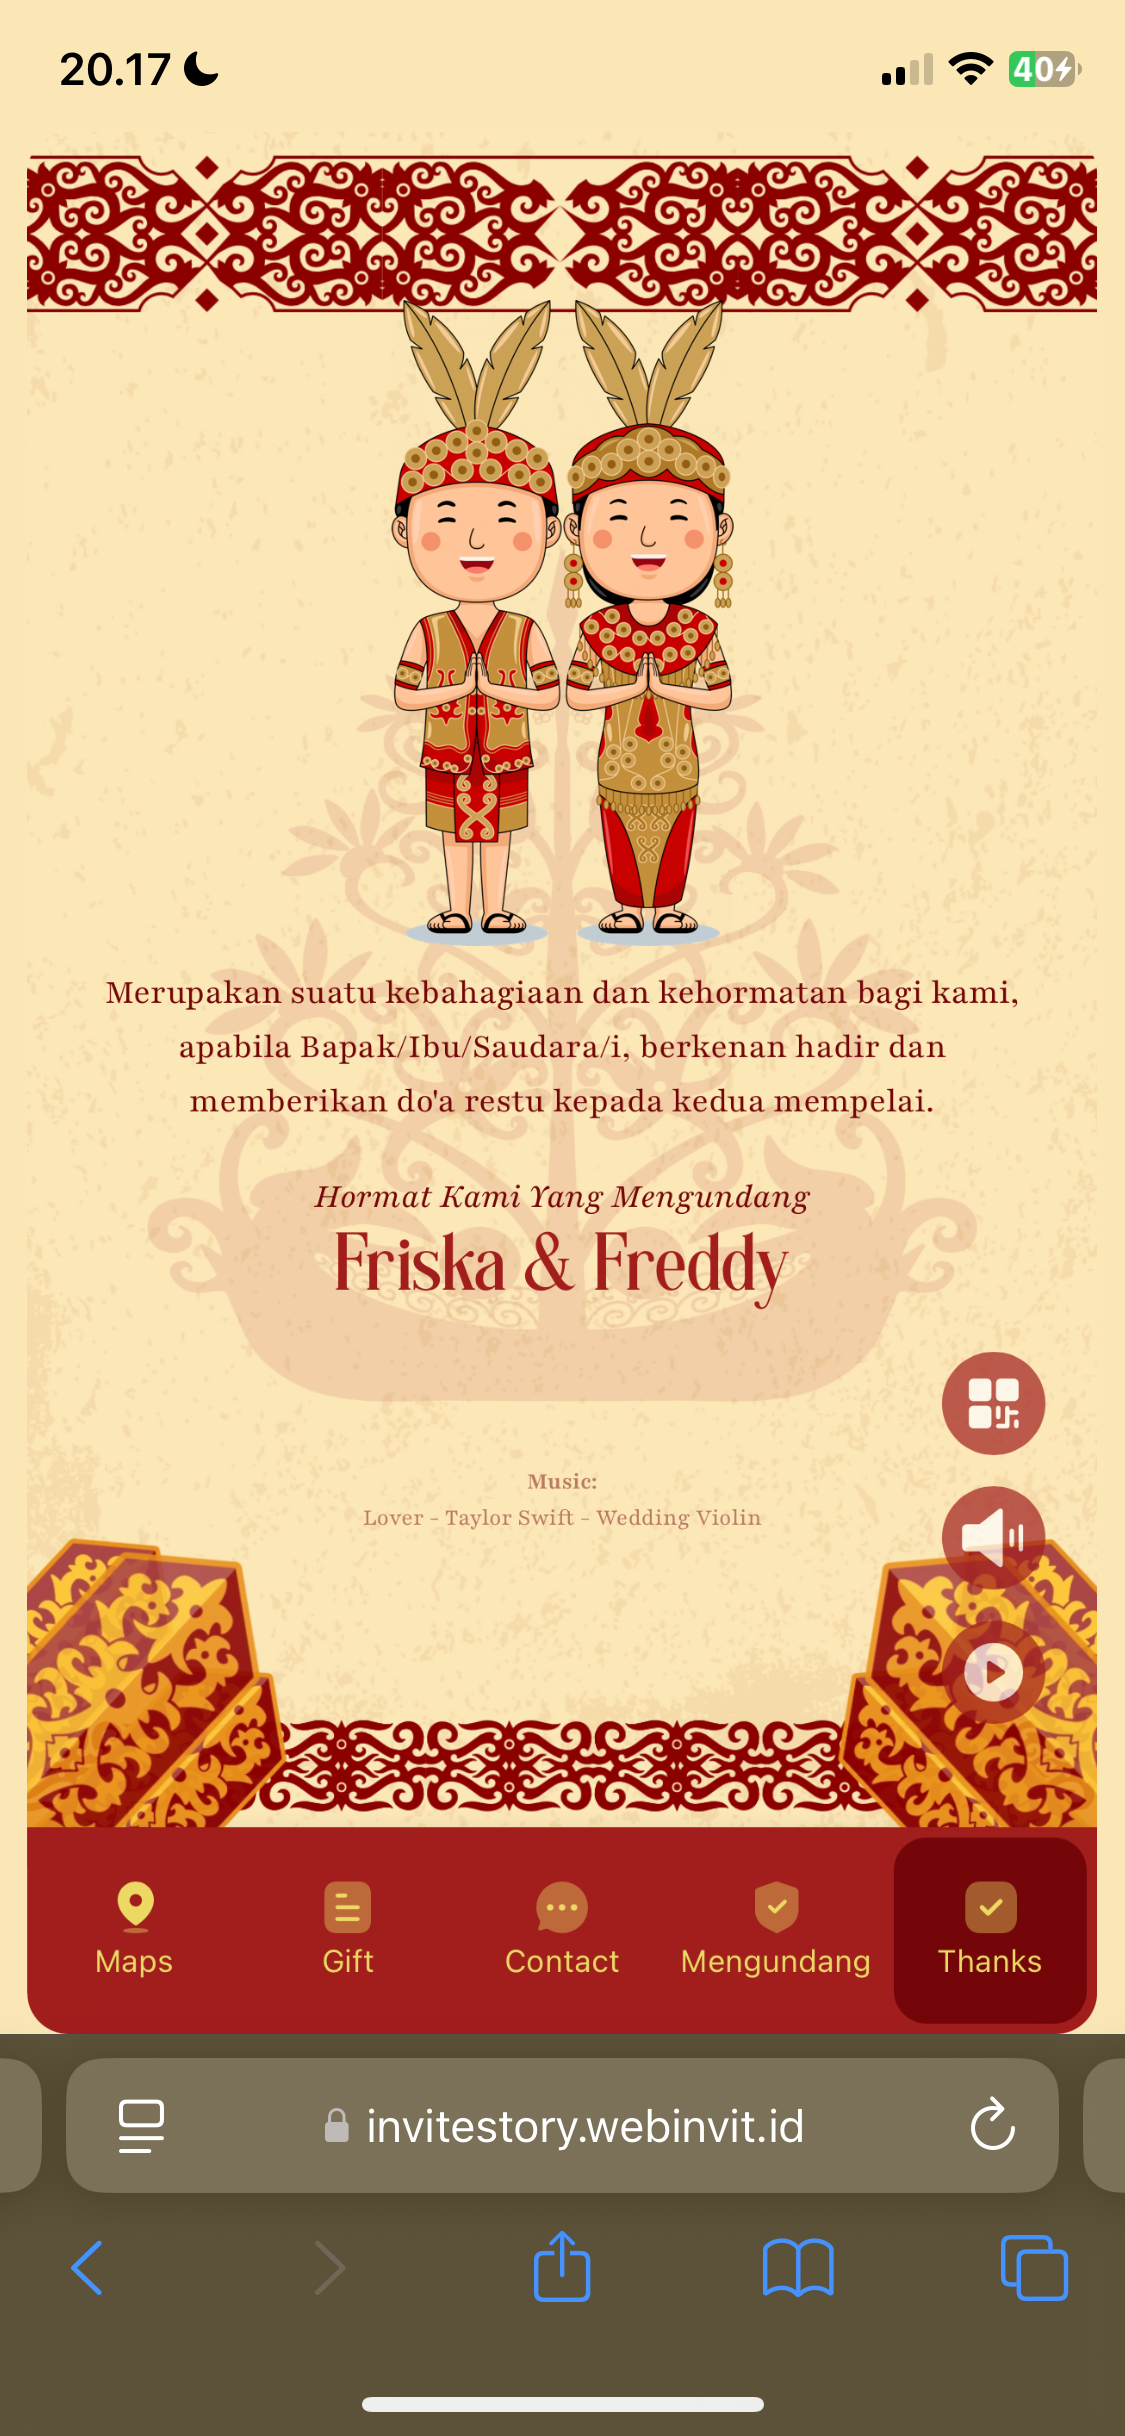 20.17
40
Merupakan suatu kebahagiaan dan kehormatan bagi kami,
apabila Bapak/Ibu/Saudara/i, berkenan hadir dan
memberikan do'a restu kepada kedua mempelai.
Hormat Kami Yang Mengundang
Friska & Freddy
Music:
Lover - Taylor Swift - Wedding Violin
Maps
Gift
Contact
Mengundang
Thanks
invitestory.webinvit.id